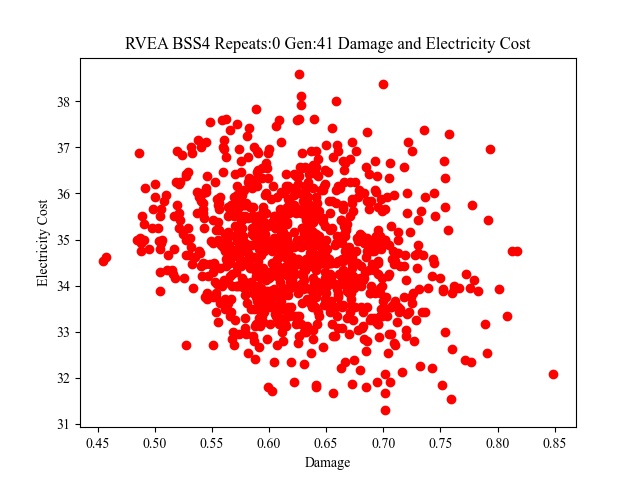 RVEA BSS4 Repeats:0 Gen:41 Damage and Electricity Cost
38
37
36
35
34
33
32
31
Electricity Cost
0.45 0.50 0.55 0.60 0.65 0.70 0.75 0.80 0.85
Damage